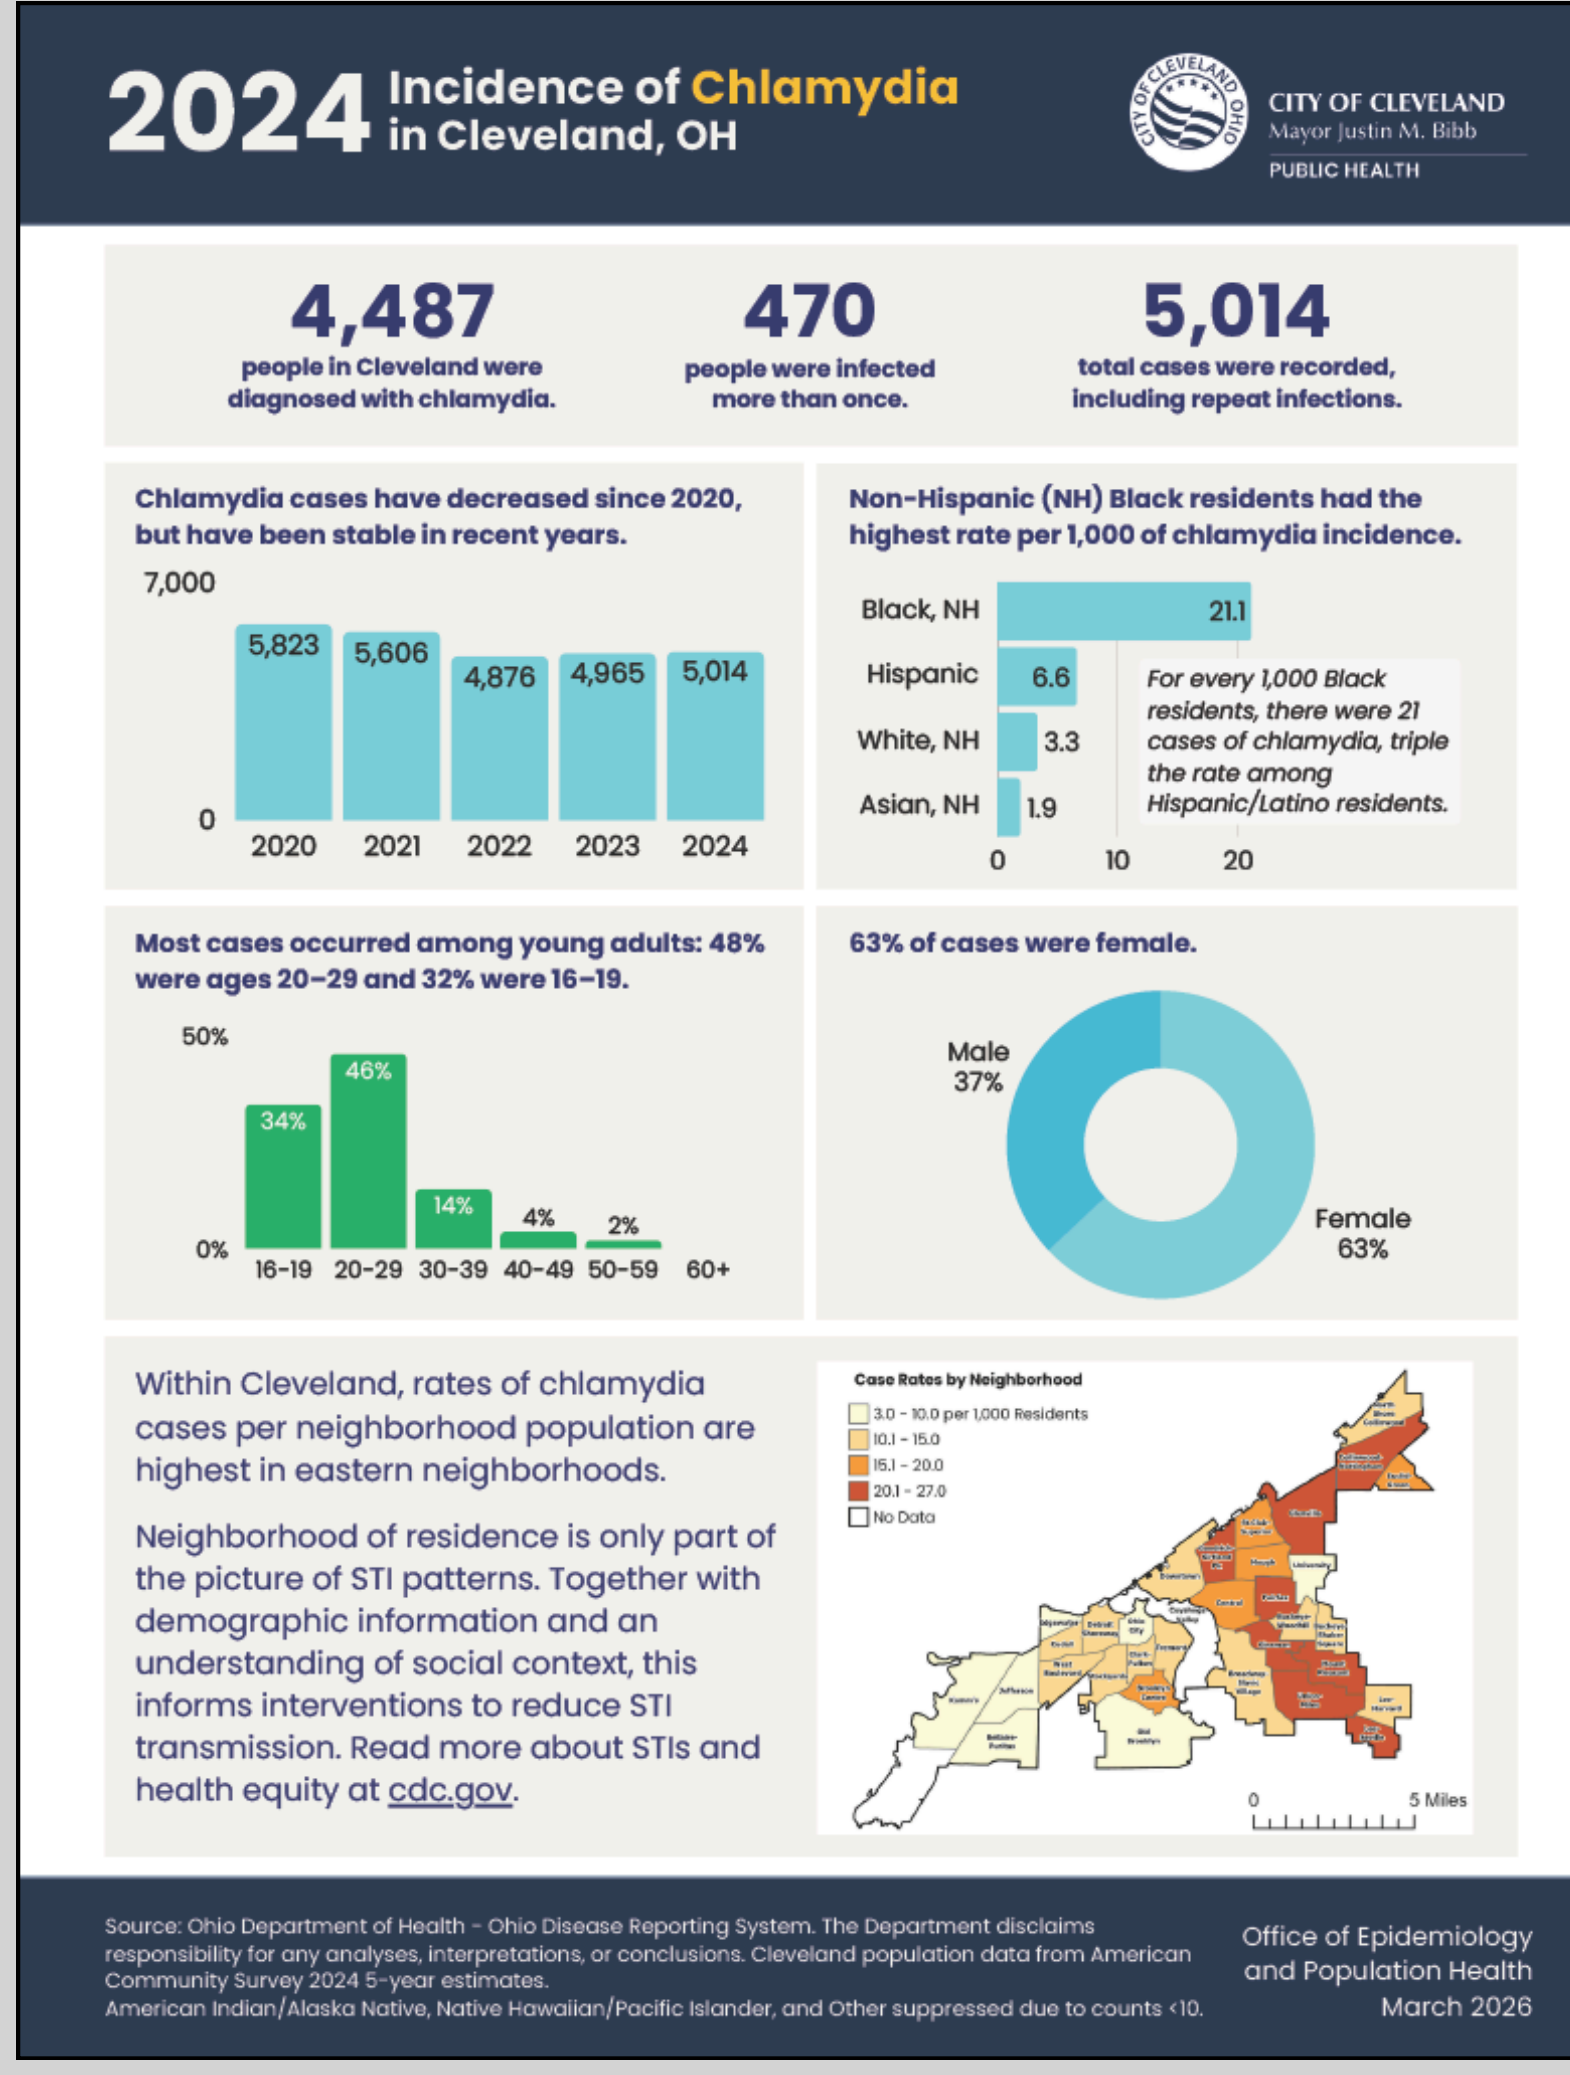 2024 Incidence of Chlamydia
in Cleveland, OH
CITY OF CLEVELAND OHIO
CITY OF CLEVELAND
Mayor Justin M. Bibb
PUBLIC HEALTH
4,487
people in Cleveland were
diagnosed with chlamydia.
470
people were infected
more than once.
5,014
total cases were recorded,
including repeat infections.
Chlamydia cases have decreased since 2020,
but have been stable in recent years.
7,000
5,823
5,606
4,876
4,965
5,014
0
2020
2021
2022
2023
2024
Non-Hispanic (NH) Black residents had the
highest rate per 1,000 of chlamydia incidence.
Black, NH
21.1
Hispanic
6.6
White, NH
3.3
Asian, NH
1.9
For every 1,000 Black
residents, there were 21
cases of chlamydia, triple
the rate among
Hispanic/Latino residents.
0
10
20
Most cases occurred among young adults: 48%
were ages 20–29 and 32% were 16–19.
50%
34%
46%
14%
4%
2%
0%
16-19
20-29
30-39
40-49
50-59
60+
63% of cases were female.
Male
37%
Female
63%
Within Cleveland, rates of chlamydia
cases per neighborhood population are
highest in eastern neighborhoods.
Neighborhood of residence is only part of
the picture of STI patterns. Together with
demographic information and an
understanding of social context, this
informs interventions to reduce STI
transmission. Read more about STIs and
health equity at cdc.gov.
Case Rates by Neighborhood
3.0 - 10.0 per 1,000 Residents
10.1 - 15.0
15.1 - 20.0
20.1 - 27.0
No Data
Hough
University
Downtown
Central
Ohio
City
Jefferson
Old
Brooklyn
0
5 Miles
Source: Ohio Department of Health - Ohio Disease Reporting System. The Department disclaims
responsibility for any analyses, interpretations, or conclusions. Cleveland population data from American
Community Survey 2024 5-year estimates.
American Indian/Alaska Native, Native Hawaiian/Pacific Islander, and Other suppressed due to counts <10.
Office of Epidemiology
and Population Health
March 2026